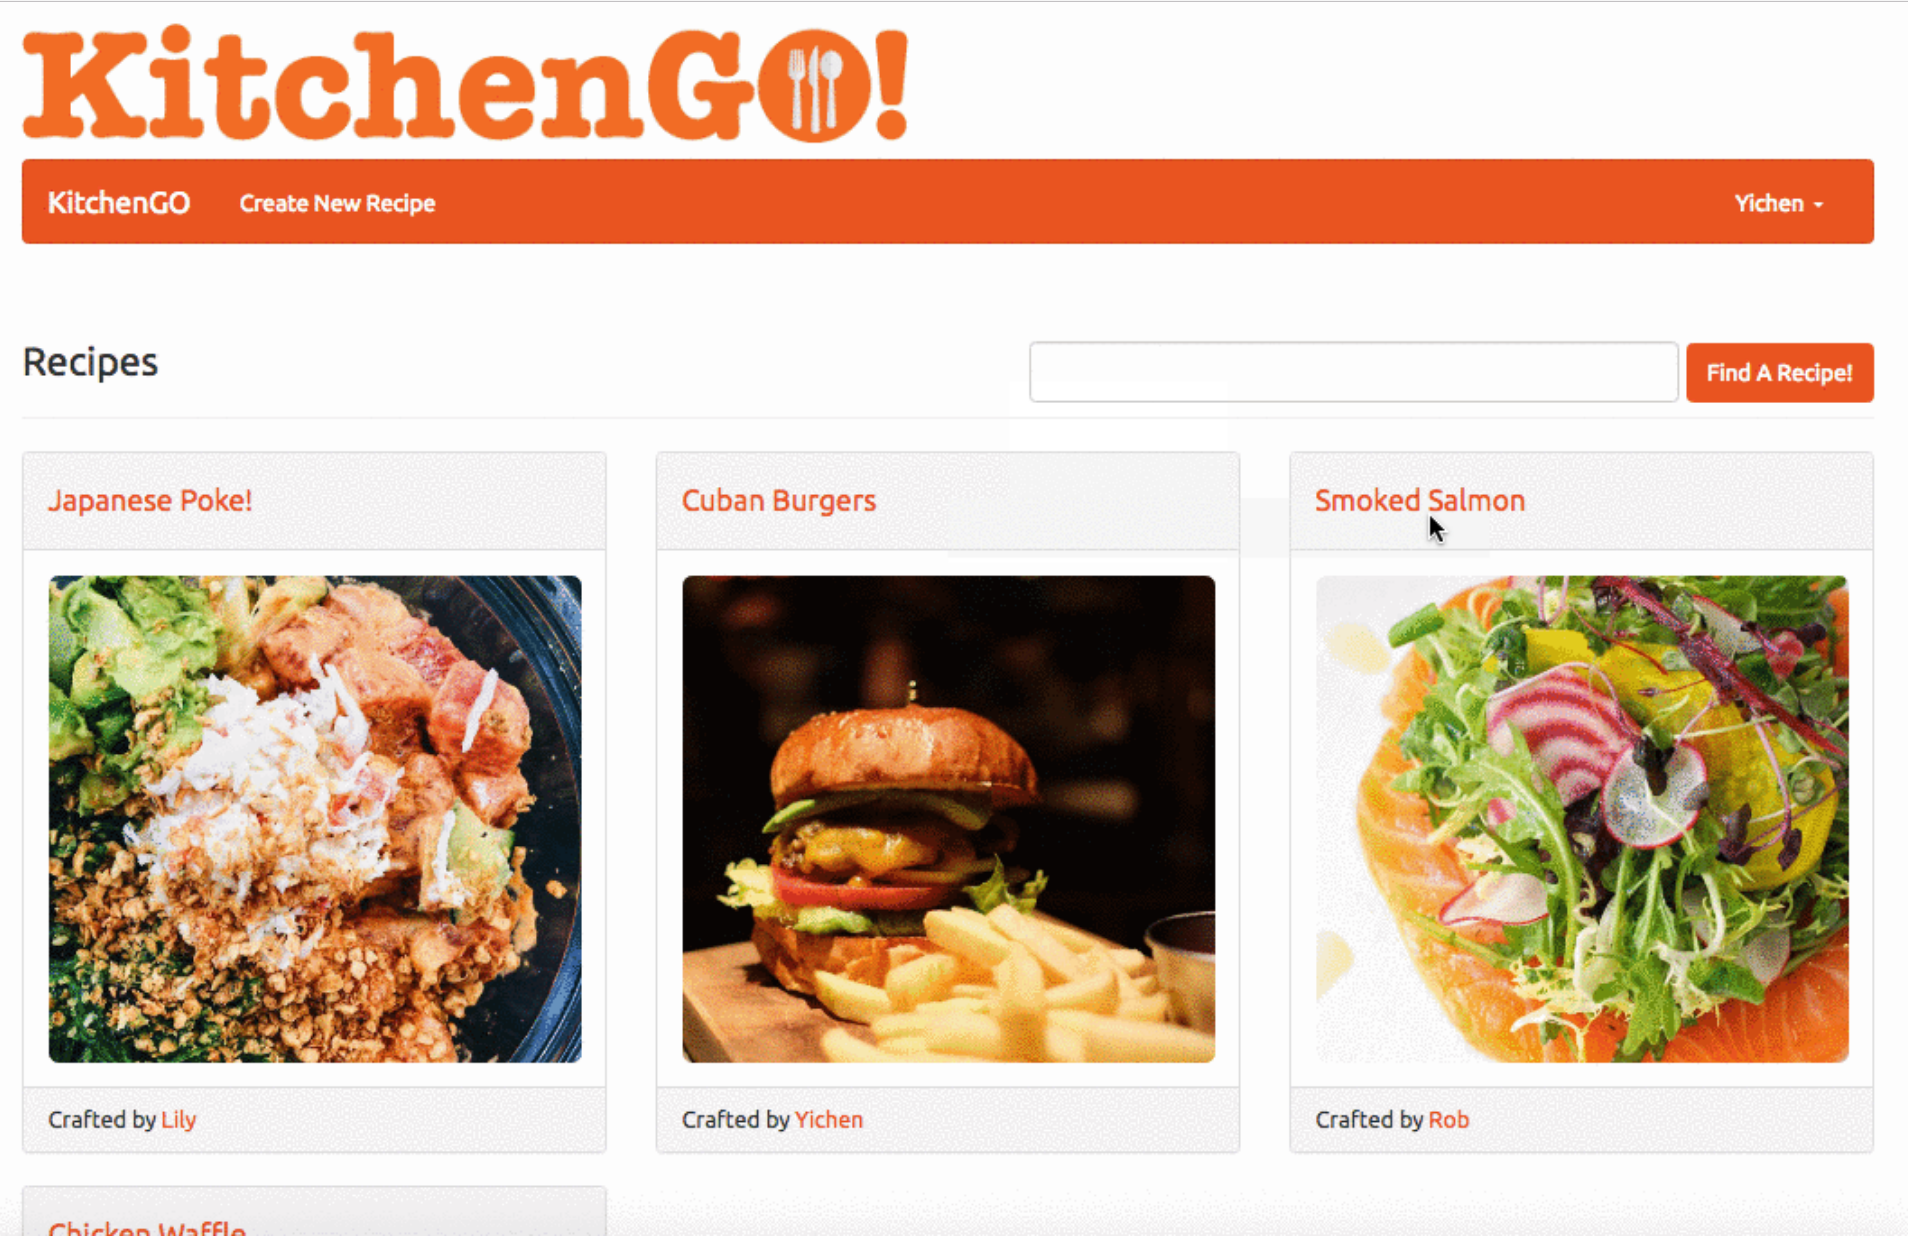 KitchenGO!
KitchenGO Create New Recipe Yichen
Recipes Find A Recipe!
Japanese Poke! Cuban Burgers Smoked Salmon
Crafted by Lily Crafted by Yichen Crafted by Rob
Chicken Waffle